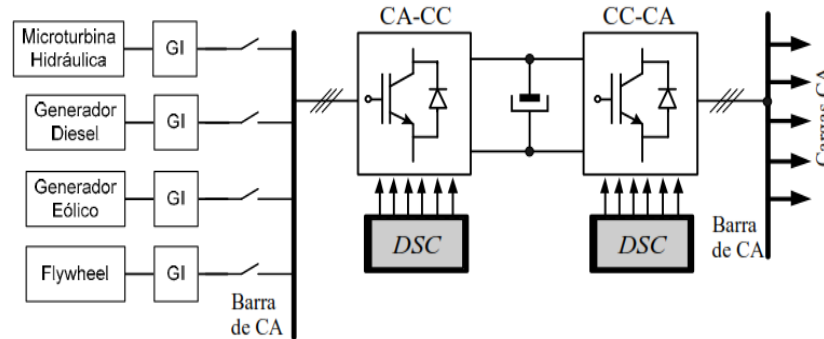 CA-CC
CC-CA
Microturbina
Hidráulica
GI
Generador
Diesel
GI
Generador
Eólico
GI
Flywheel
GI
Barra
de CA
DSC
DSC
Barra
de CA
Cargas CA